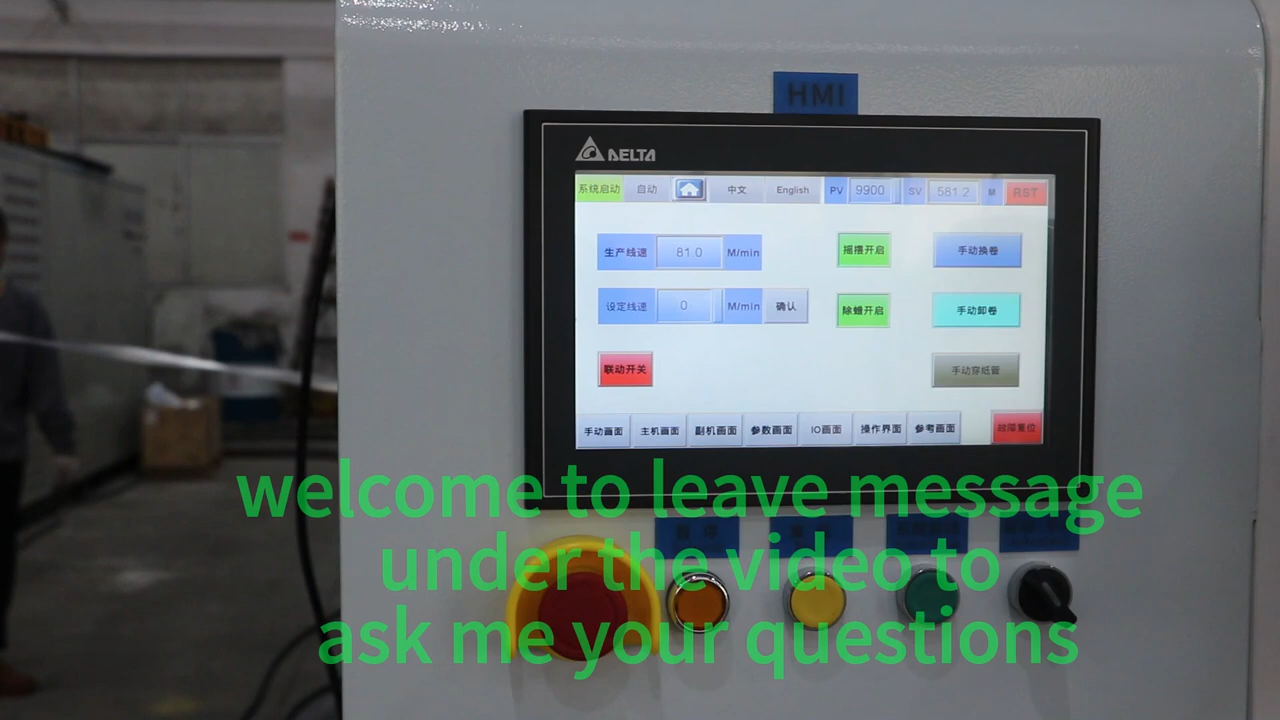 HMI
DELTA
系统启动 自动 中文 English PV 9900 SV 581.2 RST
生产线速 81.0 M/min 摇摆开启 手动换卷
设定线速 0 M/min 确认 除蜡开启 手动卸卷
联动开关 手动穿纸管
手动画面 主机画面 副机画面 参数画面 IO画面 操作界面 参考画面 故障复位
welcome to leave message
under the video to
ask me your questions